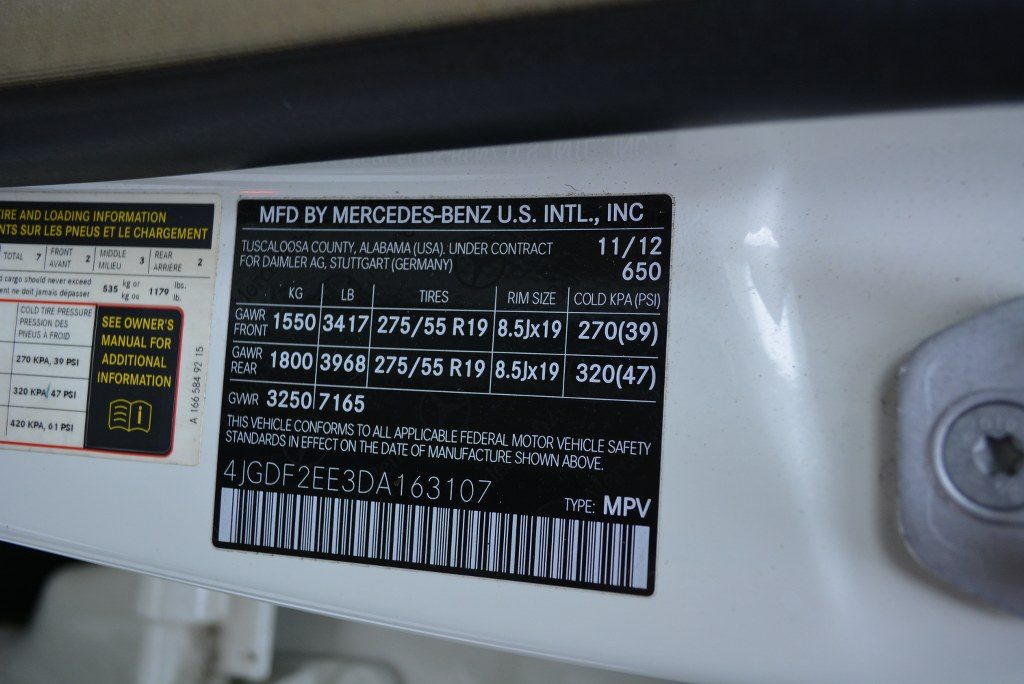 TIRE AND LOADING INFORMATION
NTS SUR LES PNEUS ET LE CHARGEMENT
TOTAL 7 FRONT AVANT 2 MIDDLE MILIEU 3 REAR ARRIÈRE 2
d cargo should never exceed
ent ne doit jamais dépasser
535 kg or kg ou 1179 lbs. lb.
COLD TIRE PRESSURE
PRESSION DES
PNEUS À FROID
270 KPA, 39 PSI
320 KPA, 47 PSI
420 KPA, 61 PSI
SEE OWNER'S
MANUAL FOR
ADDITIONAL
INFORMATION
A 166 584 92 15
MFD BY MERCEDES-BENZ U.S. INTL., INC
TUSCALOOSA COUNTY, ALABAMA (USA). UNDER CONTRACT 11/12
FOR DAIMLER AG, STUTTGART (GERMANY) 650
KG LB TIRES RIM SIZE COLD KPA (PSI)
GAWR FRONT 1550 3417 275/55 R19 8.5Jx19 270(39)
GAWR REAR 1800 3968 275/55 R19 8.5Jx19 320(47)
GVWR 3250 7165
THIS VEHICLE CONFORMS TO ALL APPLICABLE FEDERAL MOTOR VEHICLE SAFETY
STANDARDS IN EFFECT ON THE DATE OF MANUFACTURE SHOWN ABOVE.
4JGDF2EE3DA163107
TYPE: MPV